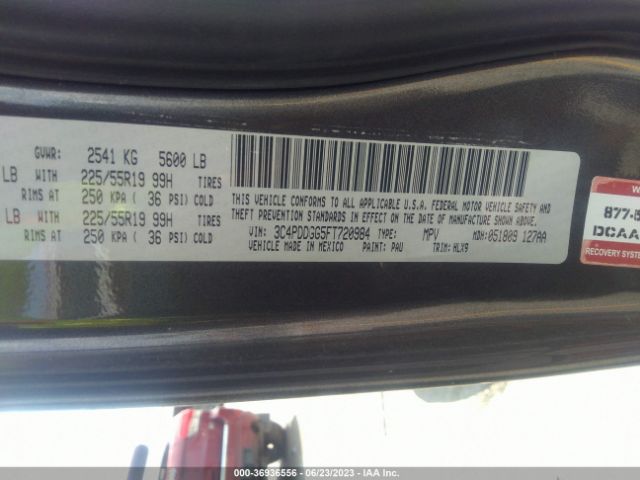 GVWR: 2541 KG 5600 LB
LB WITH 225/55R19 99H TIRES
RIMS AT 250 KPA ( 36 PSI) COLD
LB WITH 225/55R19 99H TIRES
RIMS AT 250 KPA ( 36 PSI) COLD
THIS VEHICLE CONFORMS TO ALL APPLICABLE U.S.A. FEDERAL MOTOR VEHICLE SAFETY AND
THEFT PREVENTION STANDARDS IN EFFECT ON THE DATE OF MANUFACTURE SHOWN ABOVE.
VIN: 3C4PDDGG5FT720984 TYPE: MPV MDH: 051809 127AA
VEHICLE MADE IN MEXICO PAINT: PAU TRIM: HLX9
877-
DCAA
RECOVERY SYSTEM
000-36936556 - 06/23/2023 - IAA Inc.